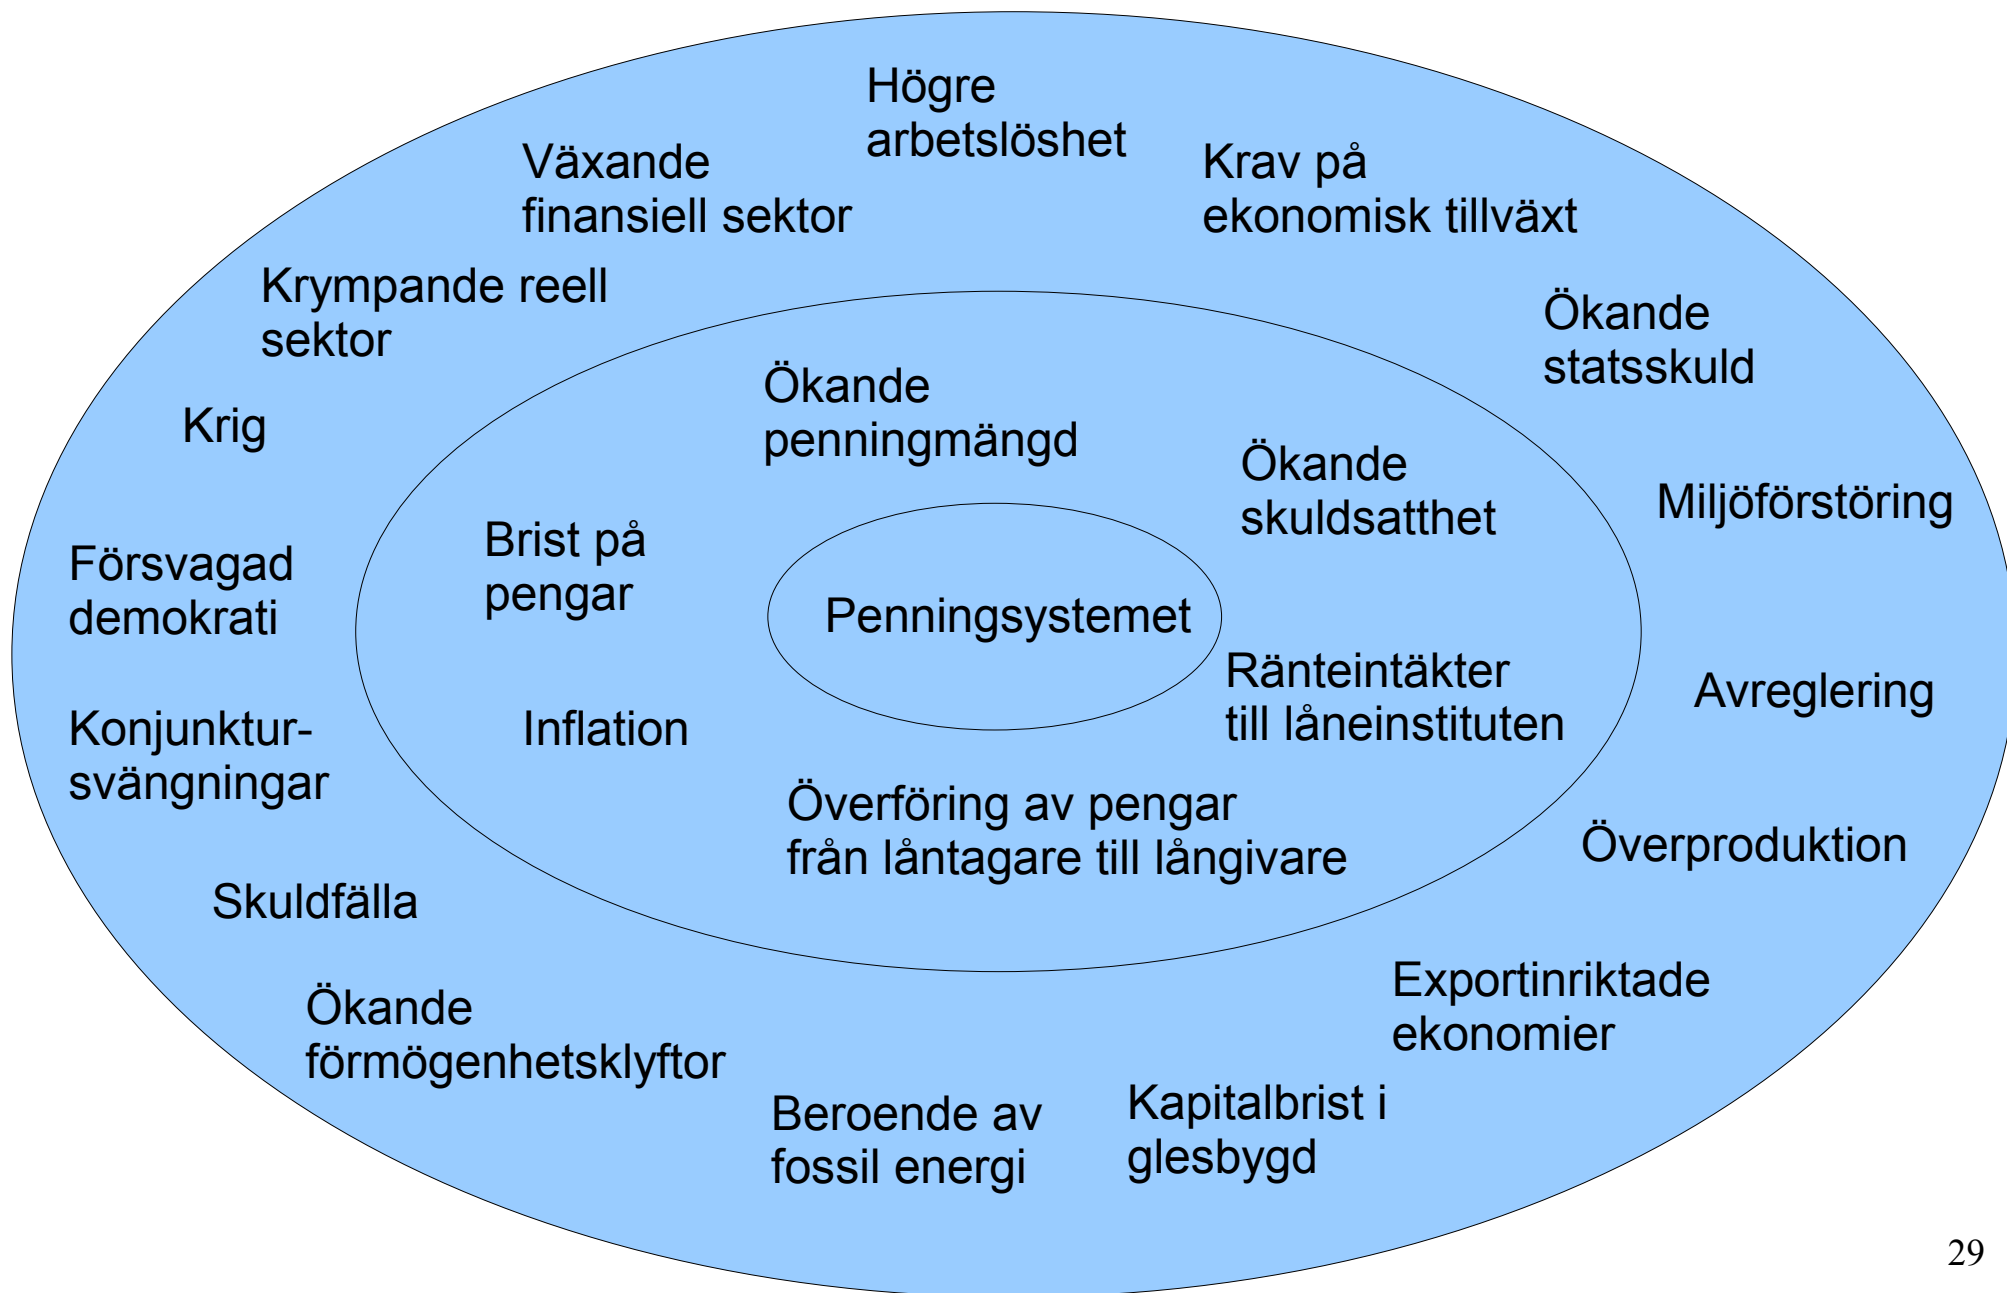 Högre
arbetslöshet
Växande
finansiell sektor
Krav på
ekonomisk tillväxt
Krympande reell
sektor
Ökande
statsskuld
Krig
Ökande
penningmängd
Ökande
skuldsatthet
Miljöförstöring
Försvagad
demokrati
Brist på
pengar
Penningsystemet
Ränteintäkter
till låneinstituten
Avreglering
Konjunktur-
svängningar
Inflation
Överföring av pengar
från låntagare till långivare
Överproduktion
Skuldfälla
Exportinriktade
ekonomier
Ökande
förmögenhetsklyftor
Beroende av
fossil energi
Kapitalbrist i
glesbygd
29